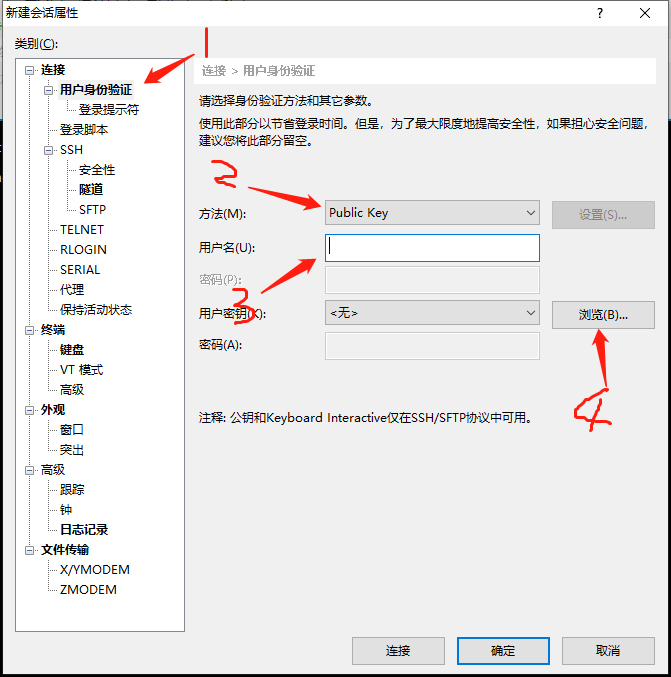 新建会话属性
类别(C):
连接
用户身份验证
登录提示符
登录脚本
SSH
安全性
隧道
SFTP
TELNET
RLOGIN
SERIAL
代理
保持活动状态
终端
键盘
VT 模式
高级
外观
窗口
突出
高级
跟踪
钟
日志记录
文件传输
X/YMODEM
ZMODEM
1
连接 > 用户身份验证
请选择身份验证方法和其它参数。
使用此部分以节省登录时间。但是，为了最大限度地提高安全性，如果担心安全问题，
建议您将此部分留空。
2
方法(M):
Public Key
设置(S)...
用户名(U):
密码(P):
3
用户密钥(K):
<无>
浏览(B)...
密码(A):
4
注释: 公钥和Keyboard Interactive仅在SSH/SFTP协议中可用。
连接
确定
取消